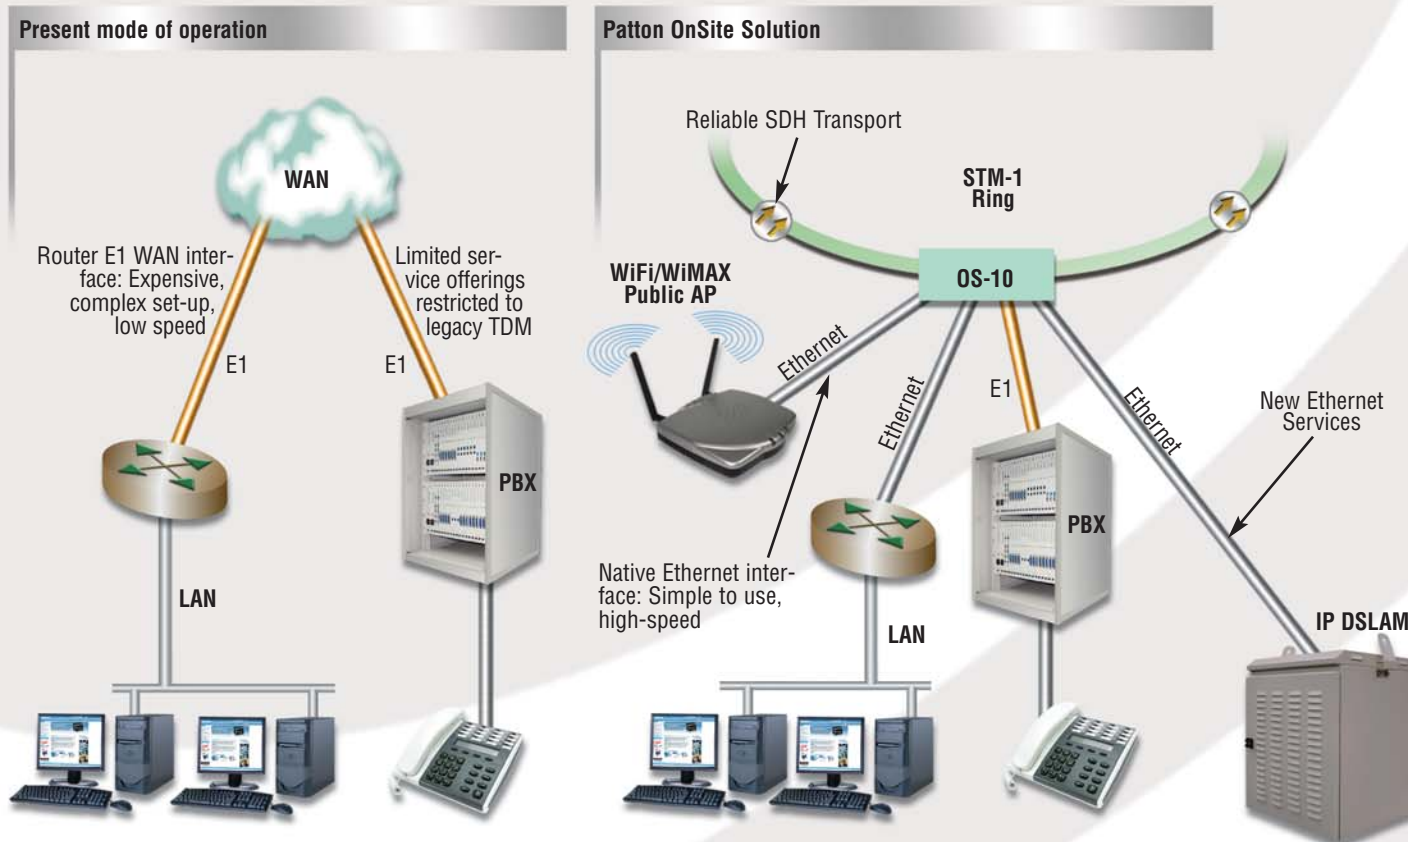 Present mode of operation
WAN
Router E1 WAN inter-
face: Expensive,
complex set-up,
low speed
Limited ser-
vice offerings
restricted to
legacy TDM
E1
E1
PBX
LAN
Patton OnSite Solution
Reliable SDH Transport
STM-1
Ring
WiFi/WiMAX
Public AP
OS-10
Ethernet
Ethernet
E1
Ethernet
New Ethernet
Services
PBX
Native Ethernet inter-
face: Simple to use,
high-speed
LAN
IP DSLAM